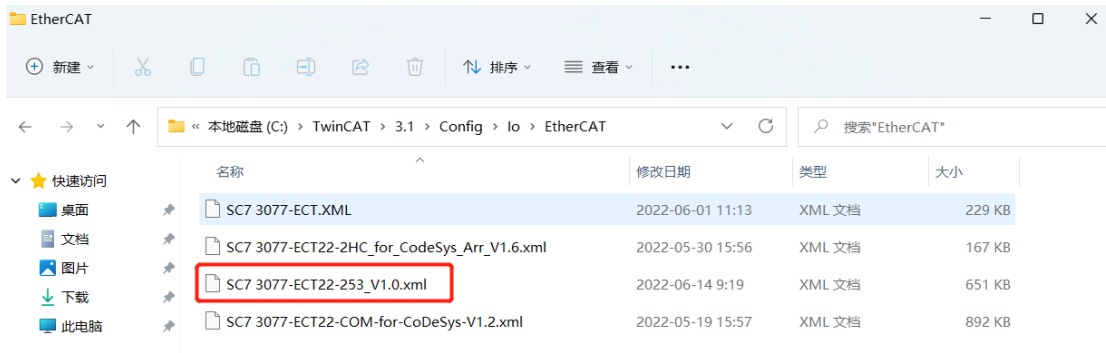 EtherCAT
新建 排序 查看
« 本地磁盘 (C:) › TwinCAT › 3.1 › Config › Io › EtherCAT 搜索"EtherCAT"
名称 修改日期 类型 大小
快速访问
桌面
文档
图片
下载
此电脑
SC7 3077-ECT.XML 2022-06-01 11:13 XML 文档 229 KB
SC7 3077-ECT22-2HC_for_CodeSys_Arr_V1.6.xml 2022-05-30 15:56 XML 文档 167 KB
SC7 3077-ECT22-253_V1.0.xml 2022-06-14 9:19 XML 文档 651 KB
SC7 3077-ECT22-COM-for-CoDeSys-V1.2.xml 2022-05-19 15:57 XML 文档 892 KB